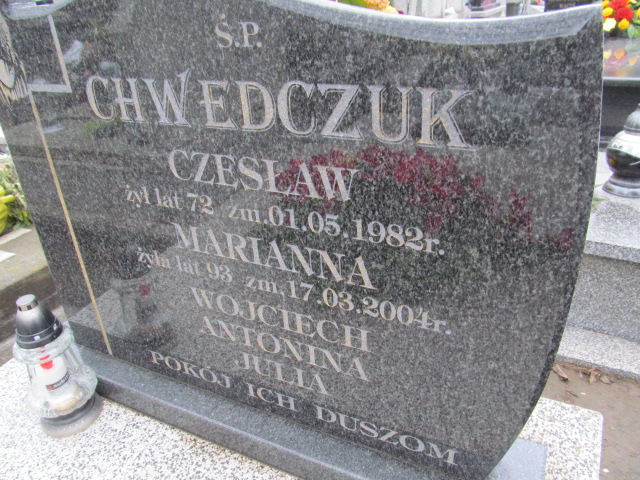 Ś.P.
CHWEDCZUK
CZESŁAW
żył lat 72 zm.01.05.1982r.
MARIANNA
żyła lat 93 zm.17.03.2004r.
WOJCIECH
ANTONINA
JULIA
POKÓJ ICH DUSZOM